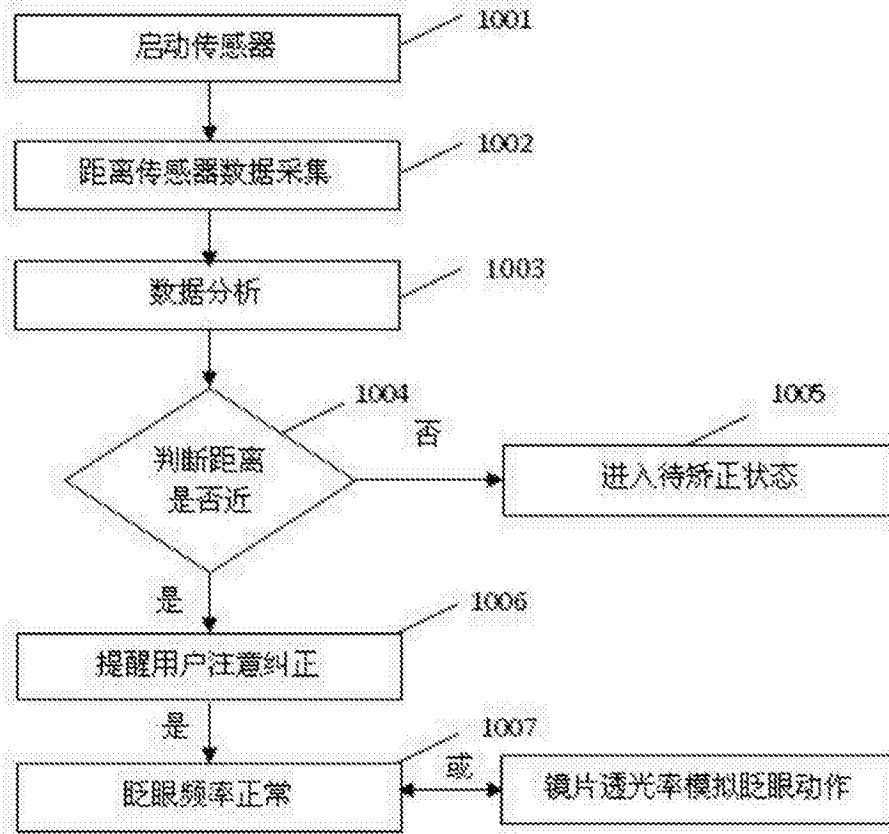 1001
启动传感器
1002
距离传感器数据采集
1003
数据分析
1004
判断距离
是否近
否
1005
进入待矫正状态
是
1006
提醒用户注意纠正
是
1007
眨眼频率正常
或
镜片透光率模拟眨眼动作